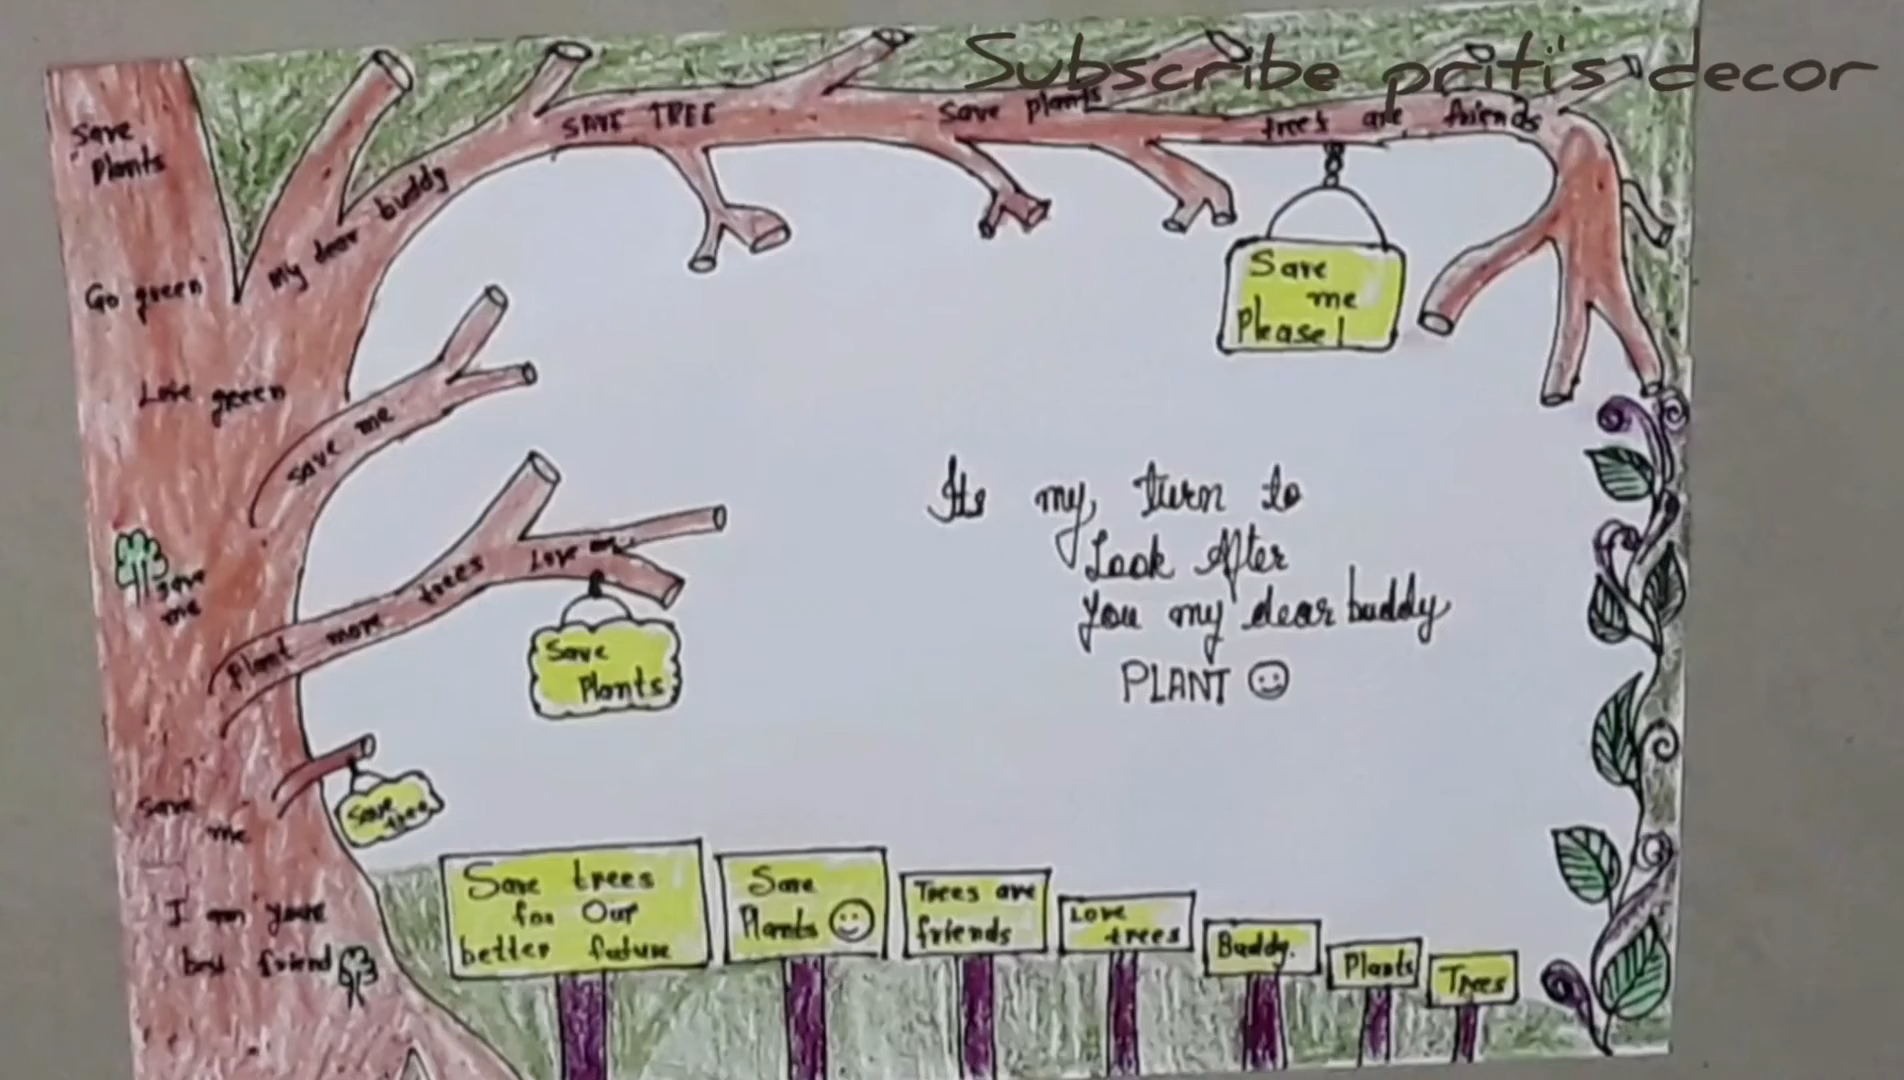 Subscribe priti's decor
Save
Plants
Go green
Love green
save
me
save
me
I am your
best friend
My dear buddy
SAVE TREE
Save plants
trees are friends
save me
Plant more trees Love
Save
me
Please!
Save
Plants
Save
tree
Its my turn to
Look After
you my dear buddy
PLANT
Save trees
for Our
better future
Save
Plants
Trees are
friends
Love
trees
Buddy.
Plants
Trees